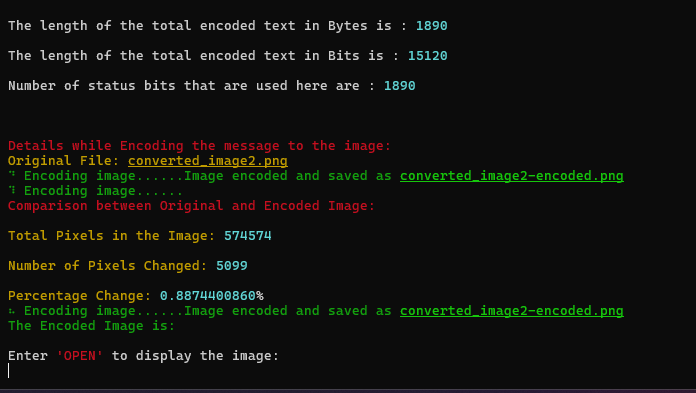 The length of the total encoded text in Bytes is : 1890
The length of the total encoded text in Bits is : 15120
Number of status bits that are used here are : 1890
Details while Encoding the message to the image:
Original File: converted_image2.png
⠙ Encoding image......Image encoded and saved as converted_image2-encoded.png
⠹ Encoding image......
Comparison between Original and Encoded Image:
Total Pixels in the Image: 574574
Number of Pixels Changed: 5099
Percentage Change: 0.8874400860%
⠦ Encoding image......Image encoded and saved as converted_image2-encoded.png
The Encoded Image is:
Enter 'OPEN' to display the image: